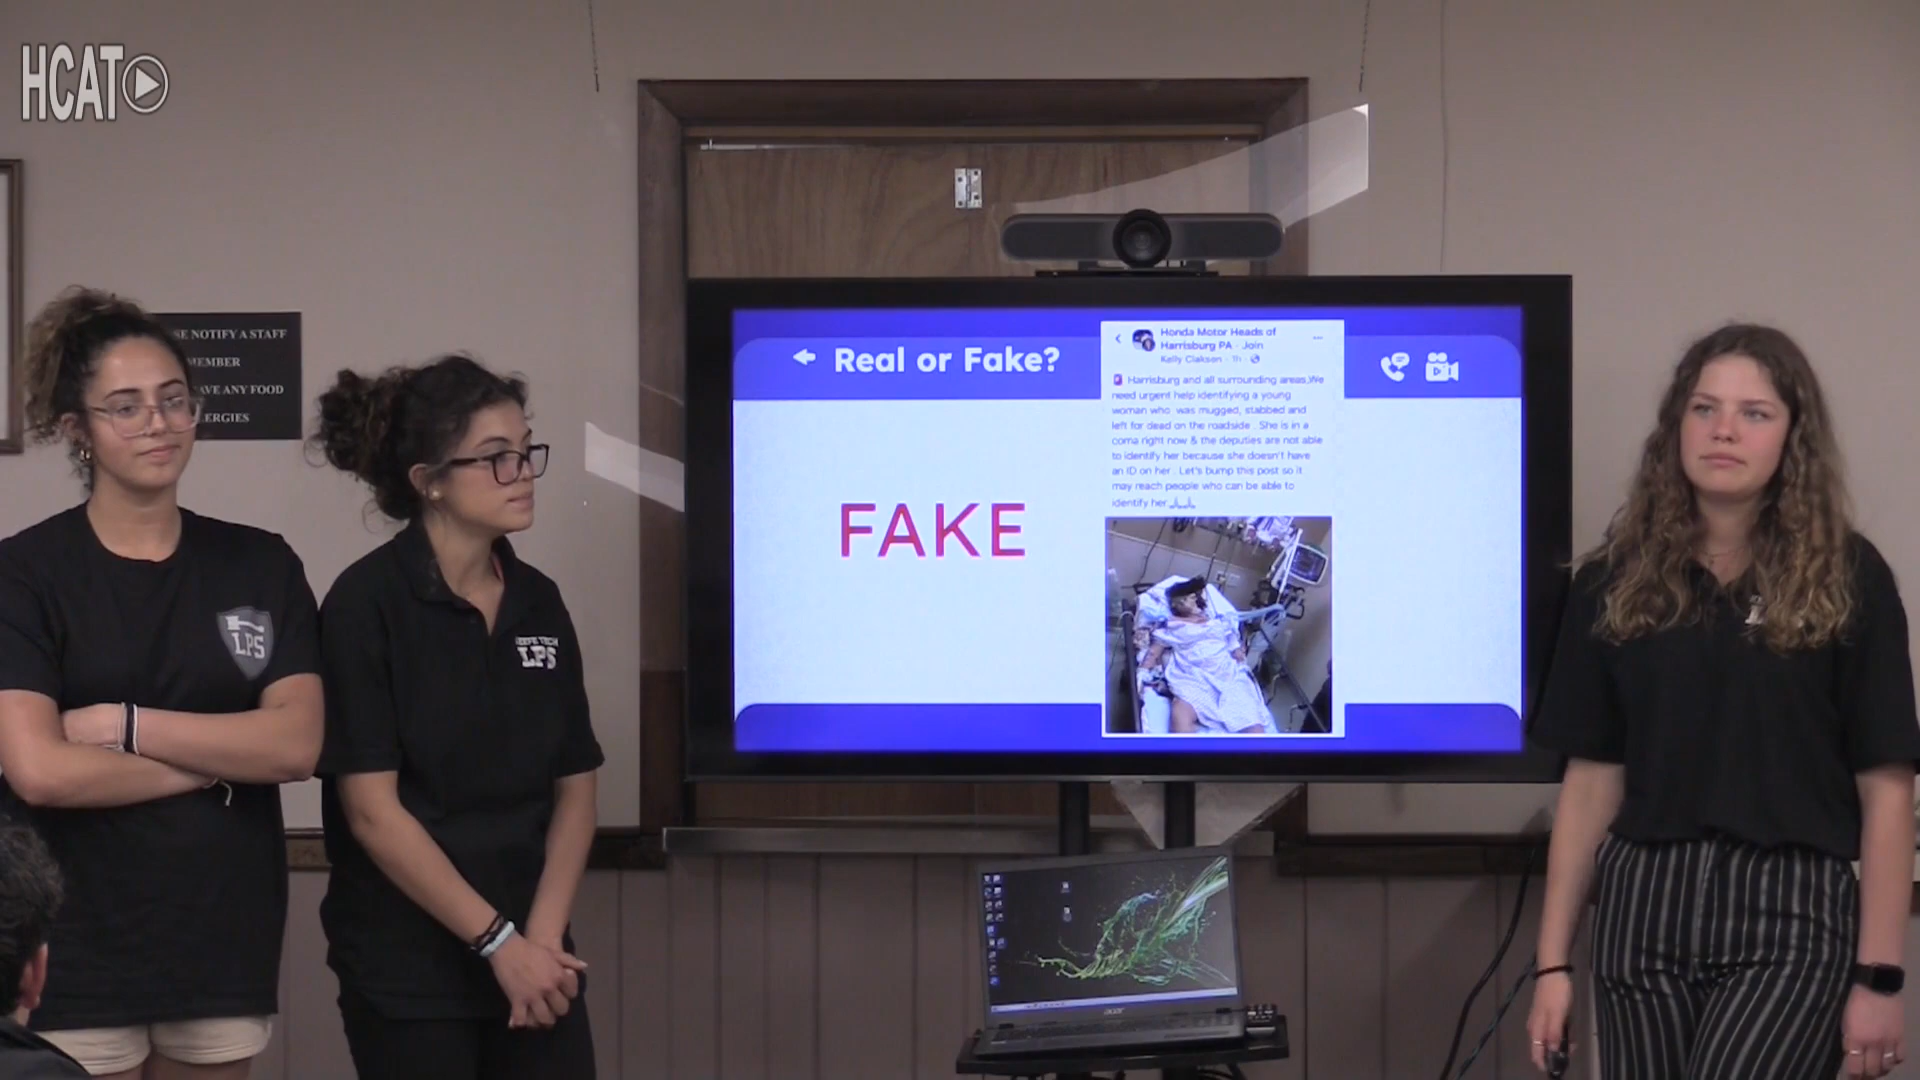 HCAT
SE NOTIFY A STAFF
MEMBER
AVE ANY FOOD
ERGIES
Real or Fake?
FAKE
Honda Motor Heads of
Harrisburg PA · Join
Kelly Clakson · 1h ·
Harrisburg and all surrounding areas,We
need urgent help identifying a young
woman who was mugged, stabbed and
left for dead on the roadside . She is in a
coma right now & the deputies are not able
to identify her because she doesn't have
an ID on her . Let's bump this post so it
may reach people who can be able to
identify her
LPS
TECH
LPS
acer